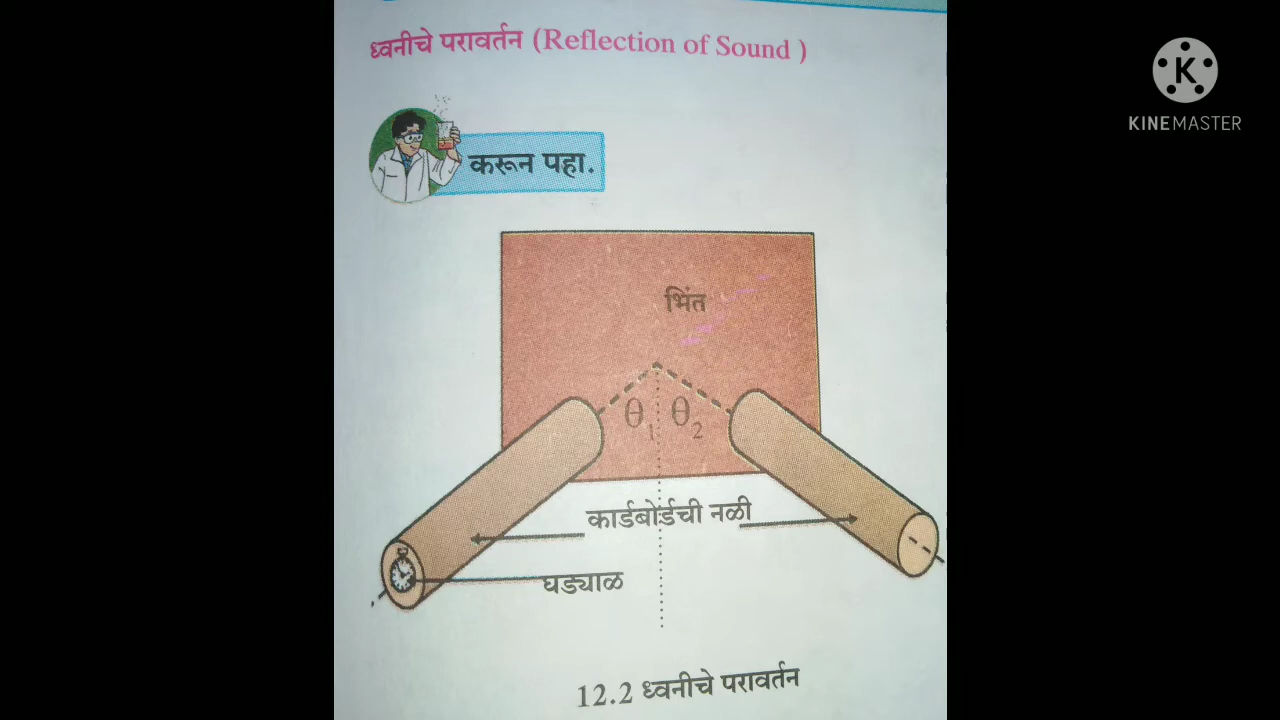 ध्वनीचे परावर्तन (Reflection of Sound )
K
KINEMASTER
करून पहा.
भिंत
θ1 θ2
कार्डबोर्डची नळी
घड्याळ
12.2 ध्वनीचे परावर्तन